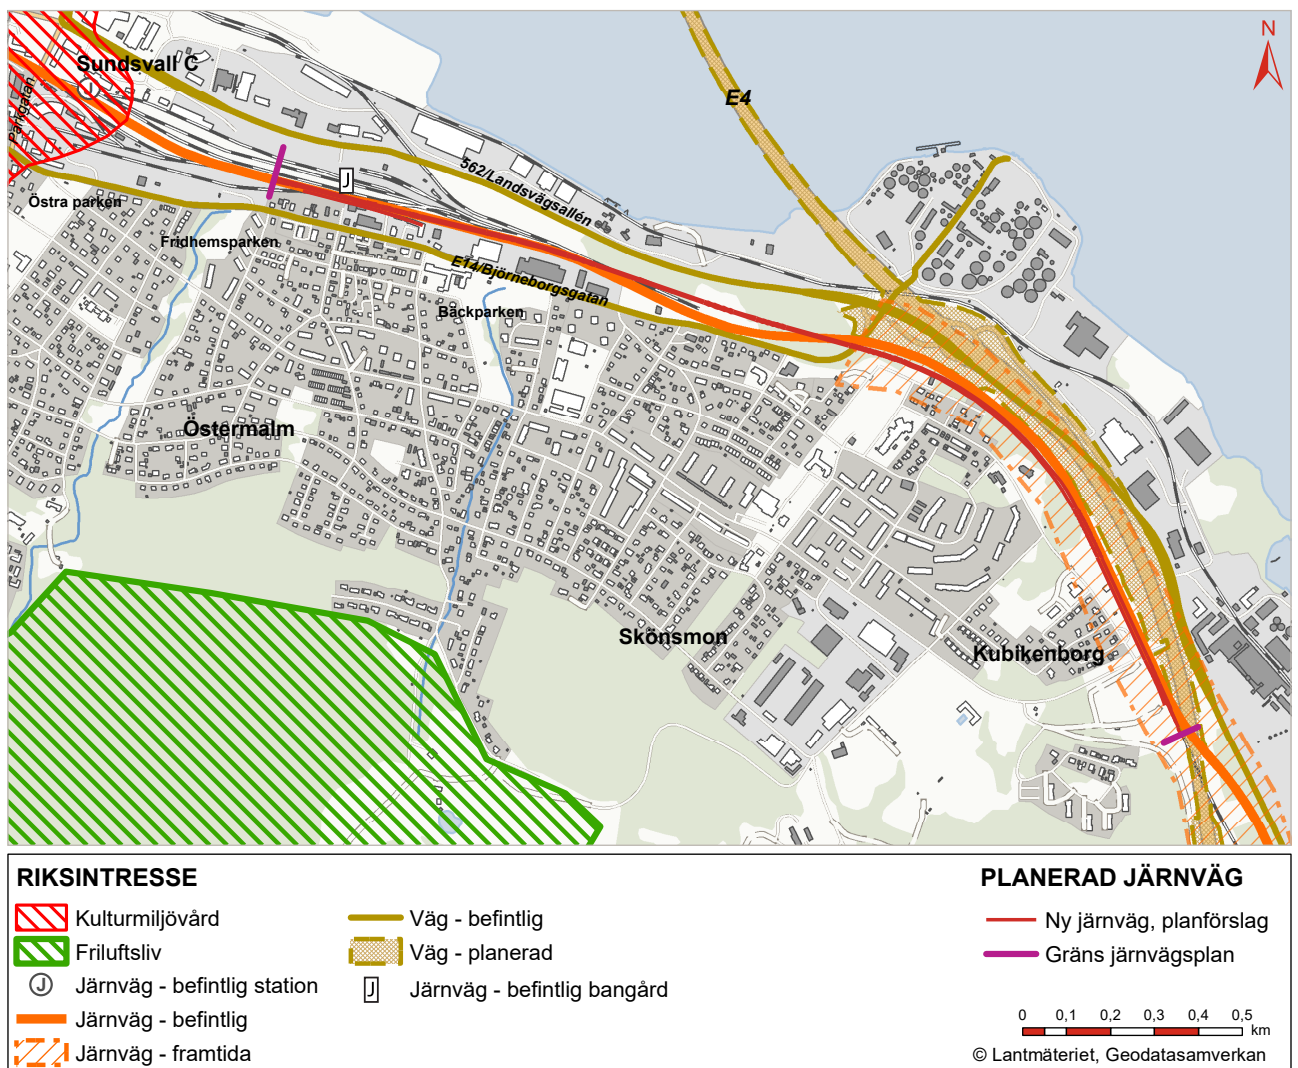 N
Sundsvall C
J
Parkgatan
E4
562/Landsvägsallén
J
Östra parken
Fridhemsparken
E14/Björneborgsgatan
Bäckparken
Östermalm
Skönsmon
Kubikenborg
RIKSINTRESSE
Kulturmiljövård
Friluftsliv
J Järnväg - befintlig station
Järnväg - befintlig
Järnväg - framtida
Väg - befintlig
Väg - planerad
J Järnväg - befintlig bangård
PLANERAD JÄRNVÄG
Ny järnväg, planförslag
Gräns järnvägsplan
0 0,1 0,2 0,3 0,4 0,5
km
© Lantmäteriet, Geodatasamverkan